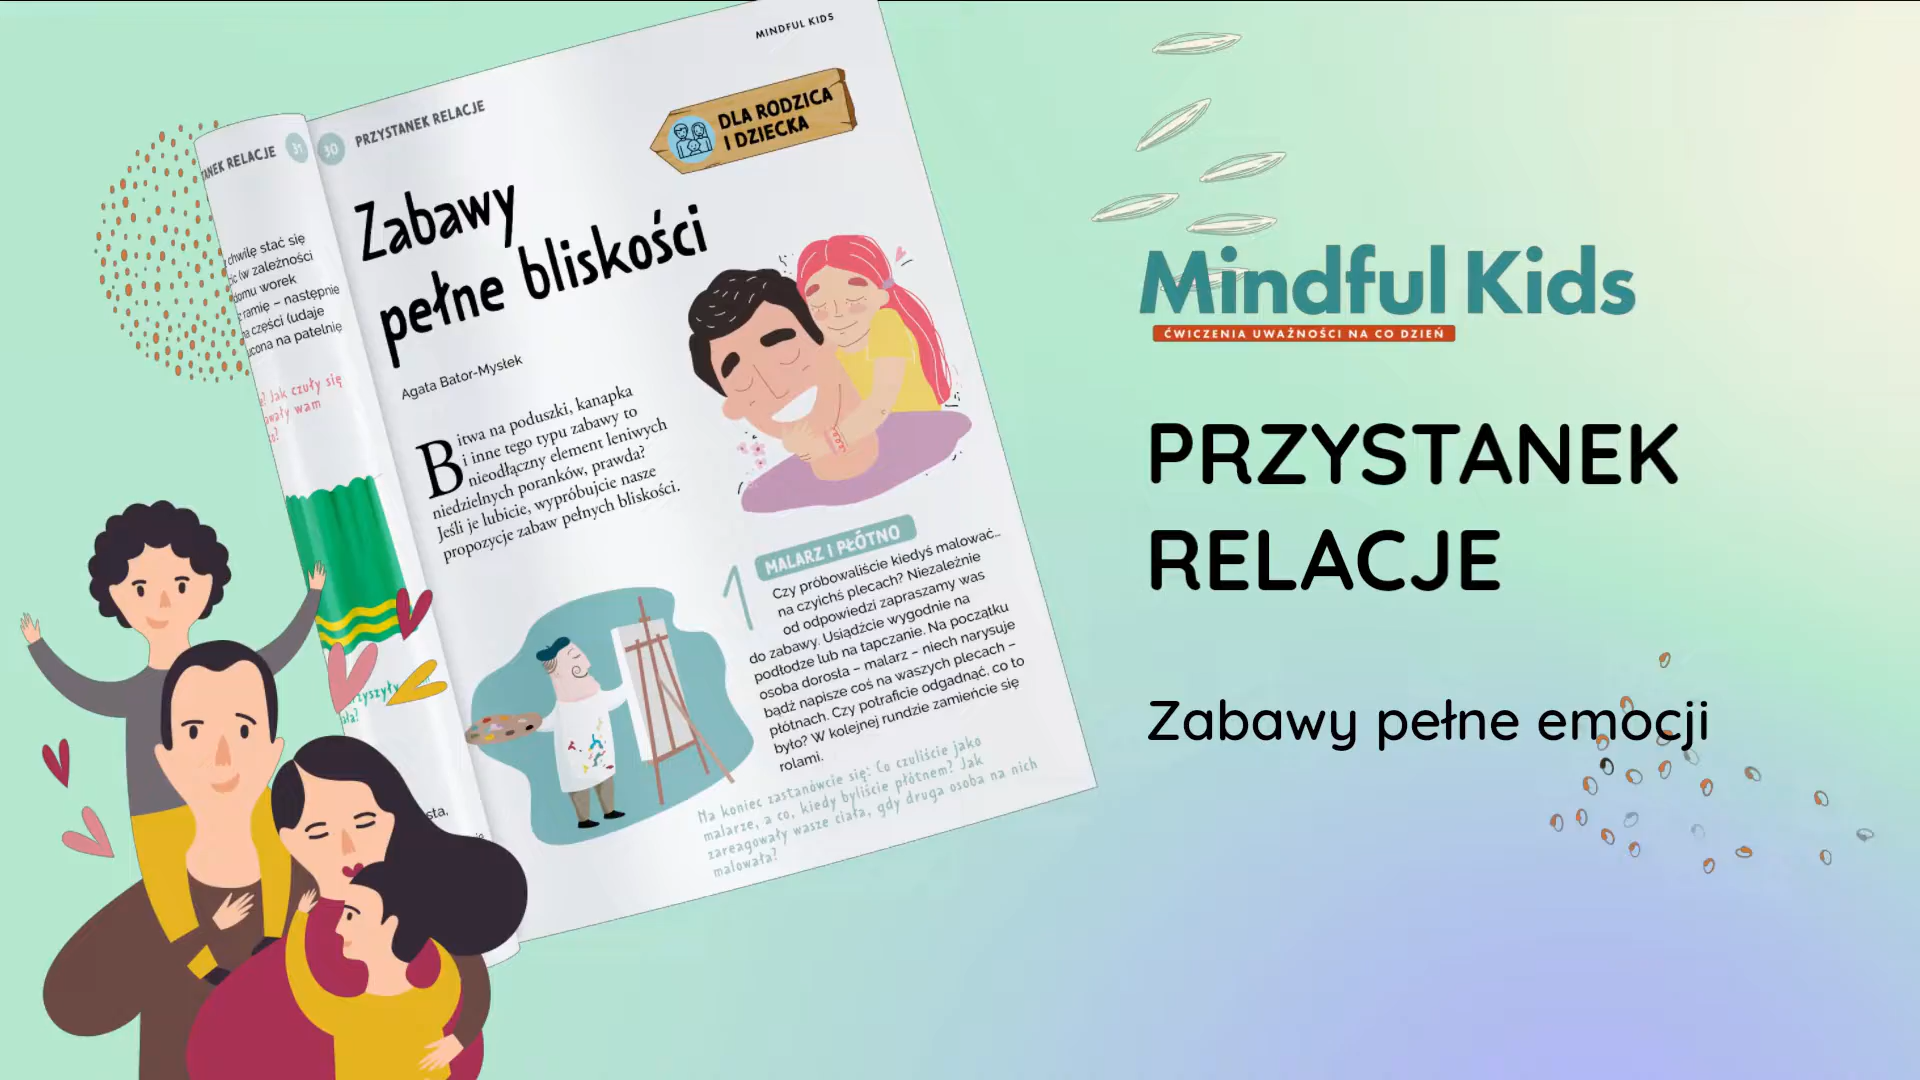 MINDFUL KIDS
PRZYSTANEK RELACJE
31
30
PRZYSTANEK RELACJE
DLA RODZICA
I DZIECKA
Zabawy
pełne bliskości
Agata Bator-Mysłek
Bitwa na poduszki, kanapka
i inne tego typu zabawy to
nieodłączny element leniwych
niedzielnych poranków, prawda?
Jeśli je lubicie, wypróbujcie nasze
propozycje zabaw pełnych bliskości.
1
MALARZ I PŁÓTNO
Czy próbowaliście kiedyś malować...
na czyichś plecach? Niezależnie
od odpowiedzi zapraszamy was
do zabawy. Usiądźcie wygodnie na
podłodze lub na tapczanie. Na początku
osoba dorosła – malarz – niech narysuje
bądź napisze coś na waszych plecach –
płótnach. Czy potraficie odgadnąć, co to
było? W kolejnej rundzie zamieńcie się
rolami.
Na koniec zastanówcie się: Co czuliście jako
malarze, a co, kiedy byliście płótnem? Jak
zareagowały wasze ciała, gdy druga osoba na nich
malowała?
chwilę stać się
(w zależności
domu worek
ramię – następnie
części (udaje
na patelnię
Jak czuły się
wam
Mindful Kids
ĆWICZENIA UWAŻNOŚCI NA CO DZIEŃ
PRZYSTANEK
RELACJE
Zabawy pełne emocji